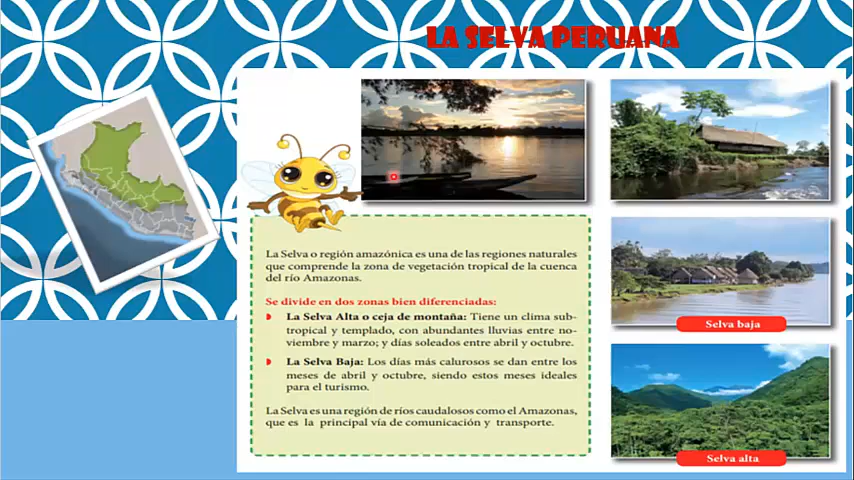 LA SELVA PERUANA
La Selva o región amazónica es una de las regiones naturales
que comprende la zona de vegetación tropical de la cuenca
del río Amazonas.
Se divide en dos zonas bien diferenciadas:
La Selva Alta o ceja de montaña: Tiene un clima sub-
tropical y templado, con abundantes lluvias entre no-
viembre y marzo; y días soleados entre abril y octubre.
La Selva Baja: Los días más calurosos se dan entre los
meses de abril y octubre, siendo estos meses ideales
para el turismo.
La Selva es una región de ríos caudalosos como el Amazonas,
que es la principal vía de comunicación y transporte.
Selva baja
Selva alta